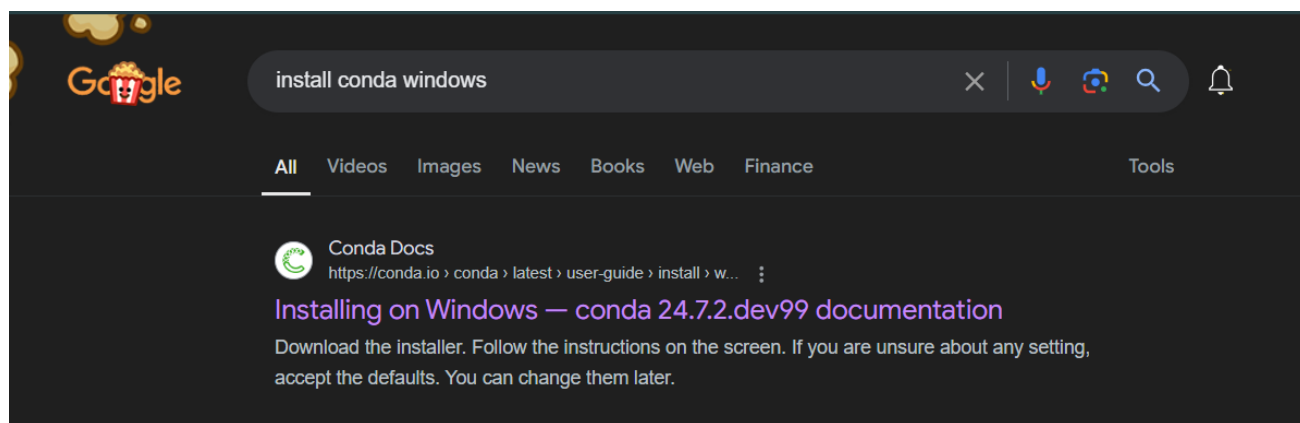 Google
install conda windows
All Videos Images News Books Web Finance Tools
Conda Docs
https://conda.io › conda › latest › user-guide › install › w...
Installing on Windows — conda 24.7.2.dev99 documentation
Download the installer. Follow the instructions on the screen. If you are unsure about any setting,
accept the defaults. You can change them later.